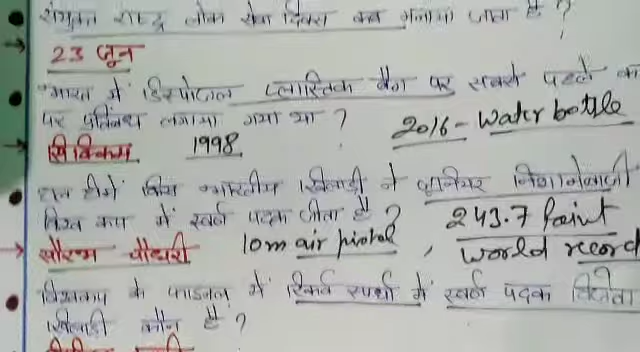 संयुक्त राष्ट्र लोक सेवा दिवस कब मनाया जाता है ?
23 जून
भारत में डिस्पोजल प्लास्टिक बैग पर सबसे पहले कब
पर प्रतिबंध लगाया गया था ? 2016 - Water bottle
सिक्किम 1998
हाल ही में किस भारतीय खिलाड़ी ने जूनियर निशानेबाजी
विश्व कप में स्वर्ण पदक जीता है ? 243.7 Point
सौरभ चौधरी 10m air pistol , World record
विश्वकप के फाइनल में रिकर्व स्पर्धा में स्वर्ण पदक विजेता
खिलाड़ी कौन है ?